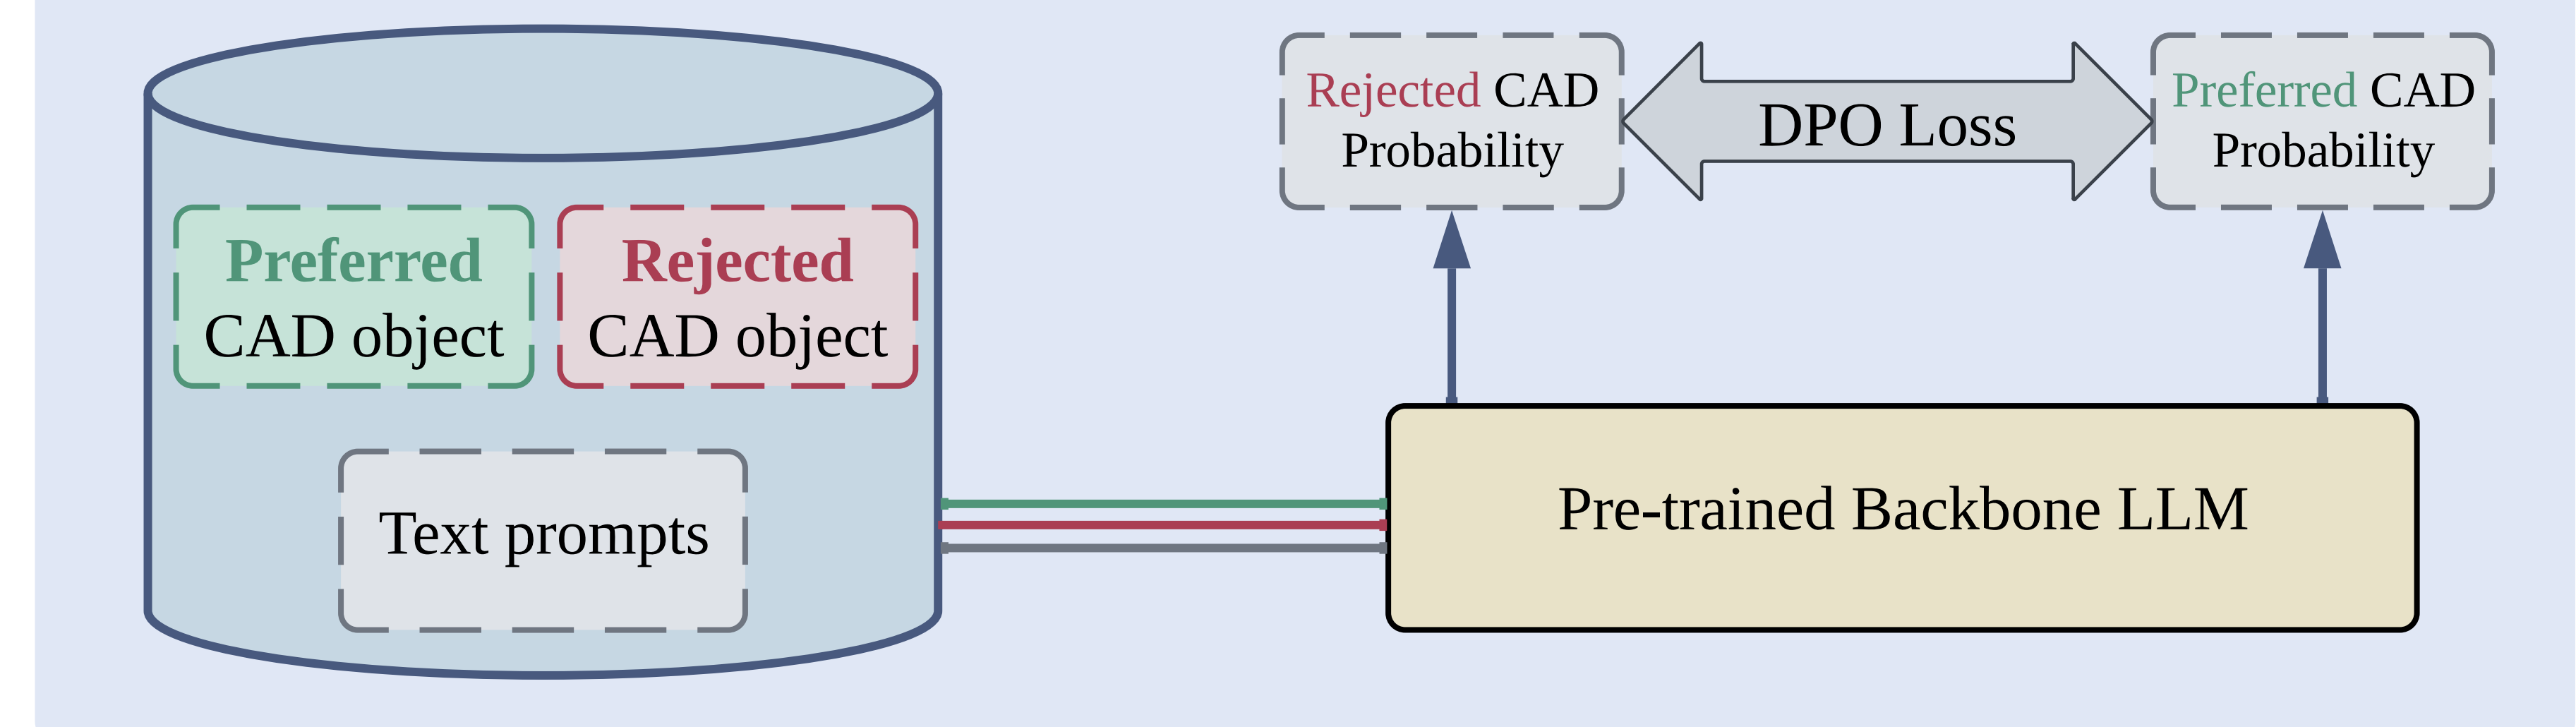 Preferred
CAD object
Rejected
CAD object
Text prompts
Rejected CAD
Probability
DPO Loss
Preferred CAD
Probability
Pre-trained Backbone LLM